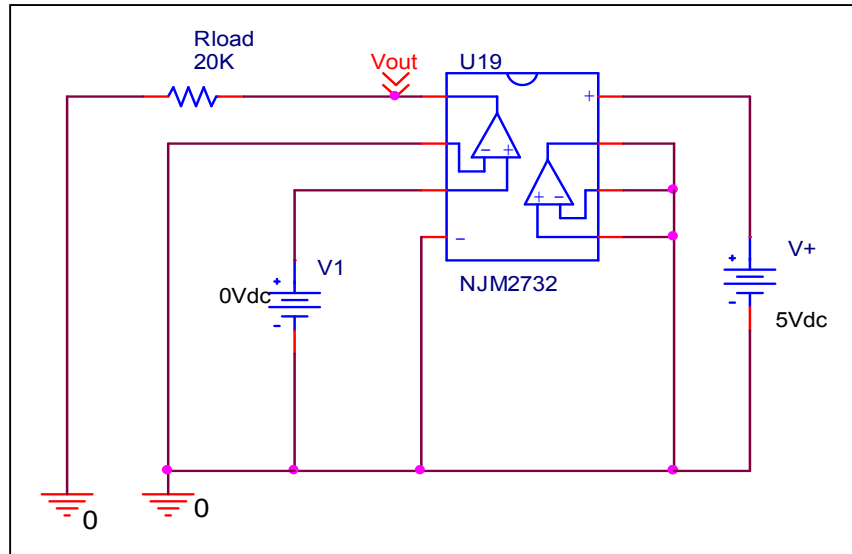 Rload
20K
Vout
U19
+
- +
+ -
-
+
V1
0Vdc
-
NJM2732
V+
+
-
5Vdc
0
0